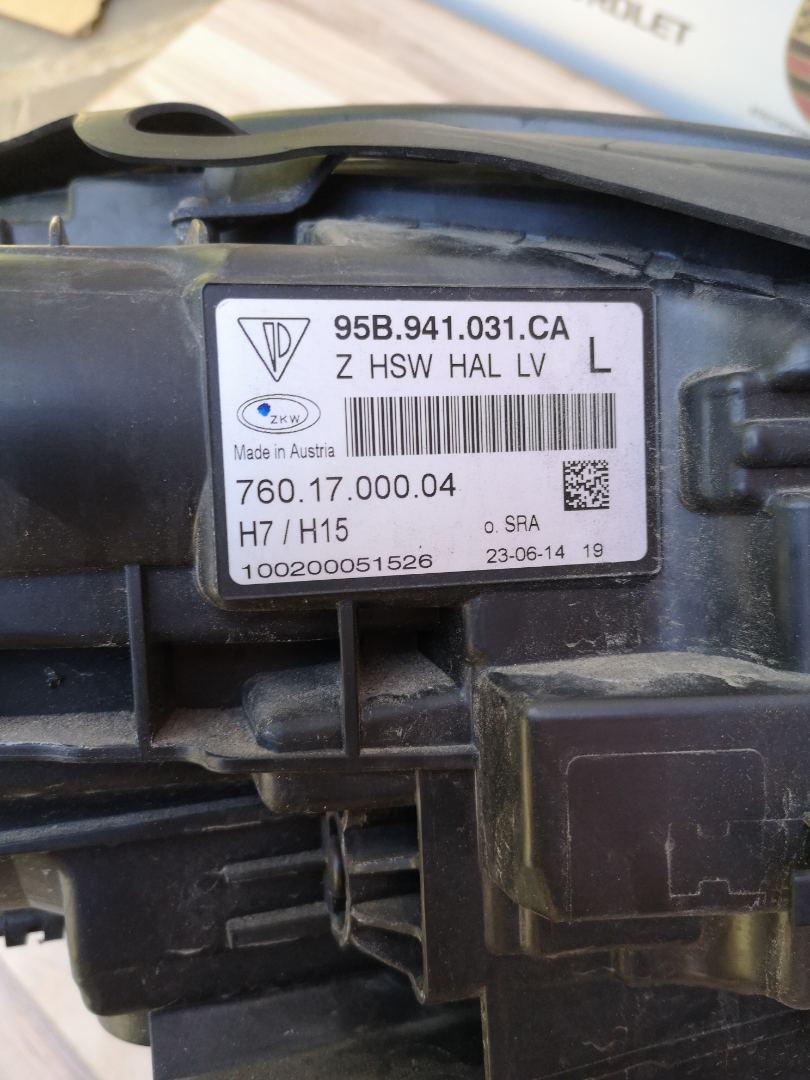 95B.941.031.CA
Z HSW HAL LV L
ZKW
Made in Austria
760.17.000.04
H7 / H15
o. SRA
100200051526
23-06-14 19